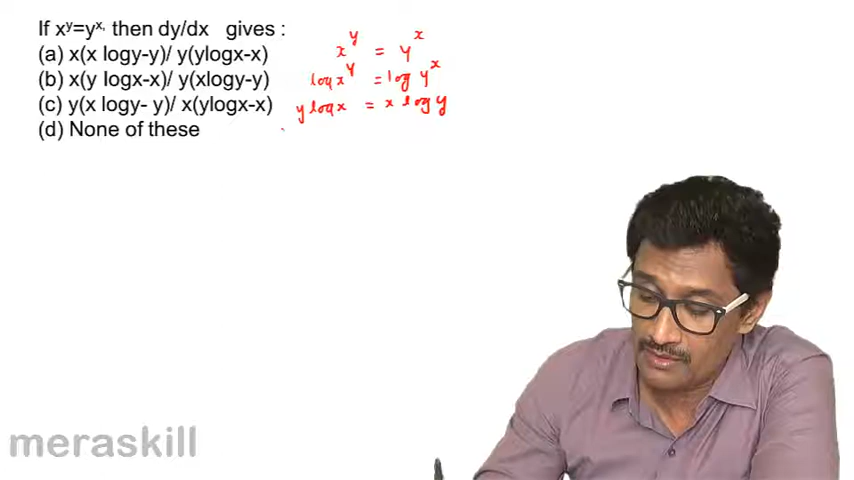 If xʸ=yˣ, then dy/dx gives :
(a) x(x logy-y)/ y(ylogx-x)
(b) x(y logx-x)/ y(xlogy-y)
(c) y(x logy- y)/ x(ylogx-x)
(d) None of these
xʸ = yˣ
log xʸ = log yˣ
y log x = x log y
meraskill